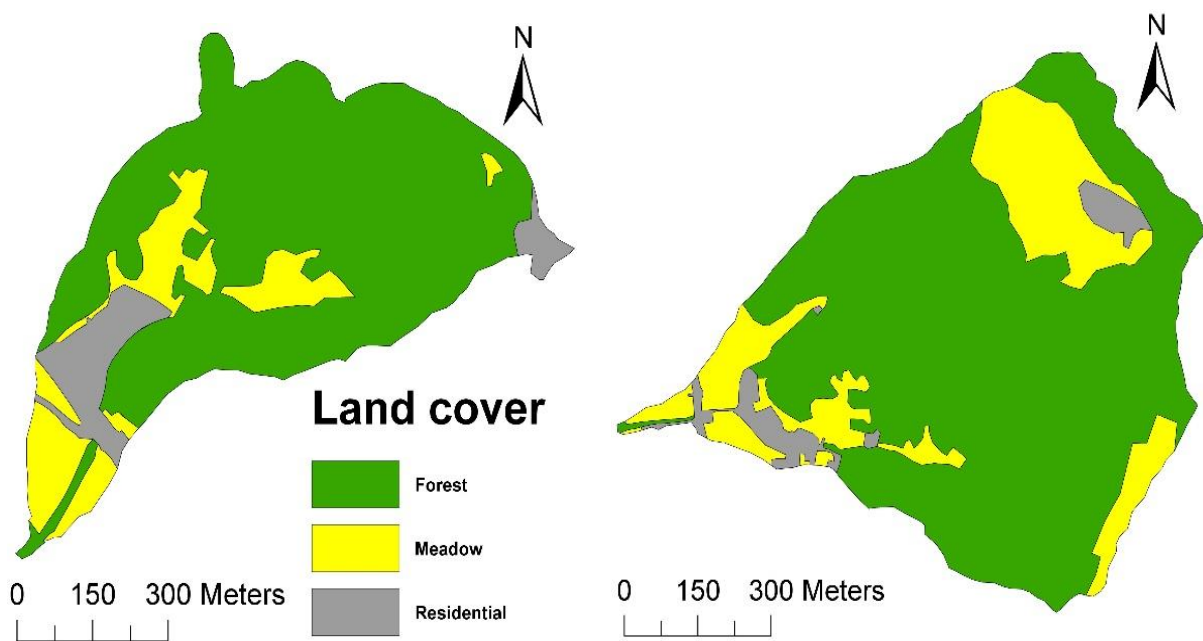 N
N
Land cover
Forest
Meadow
Residential
0 150 300 Meters
0 150 300 Meters